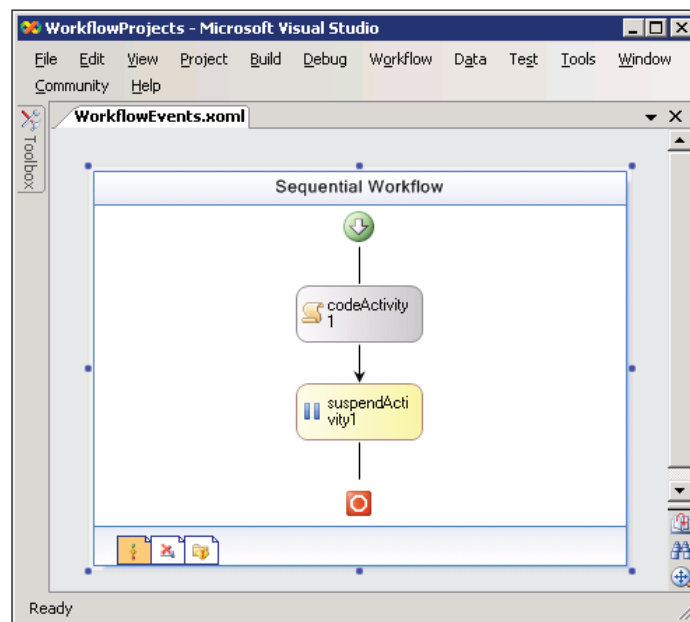 WorkflowProjects - Microsoft Visual Studio
File Edit View Project Build Debug Workflow Data Test Tools Window
Community Help
Toolbox
WorkflowEvents.xoml
Sequential Workflow
codeActivity
1
suspendActi
vity1
Ready